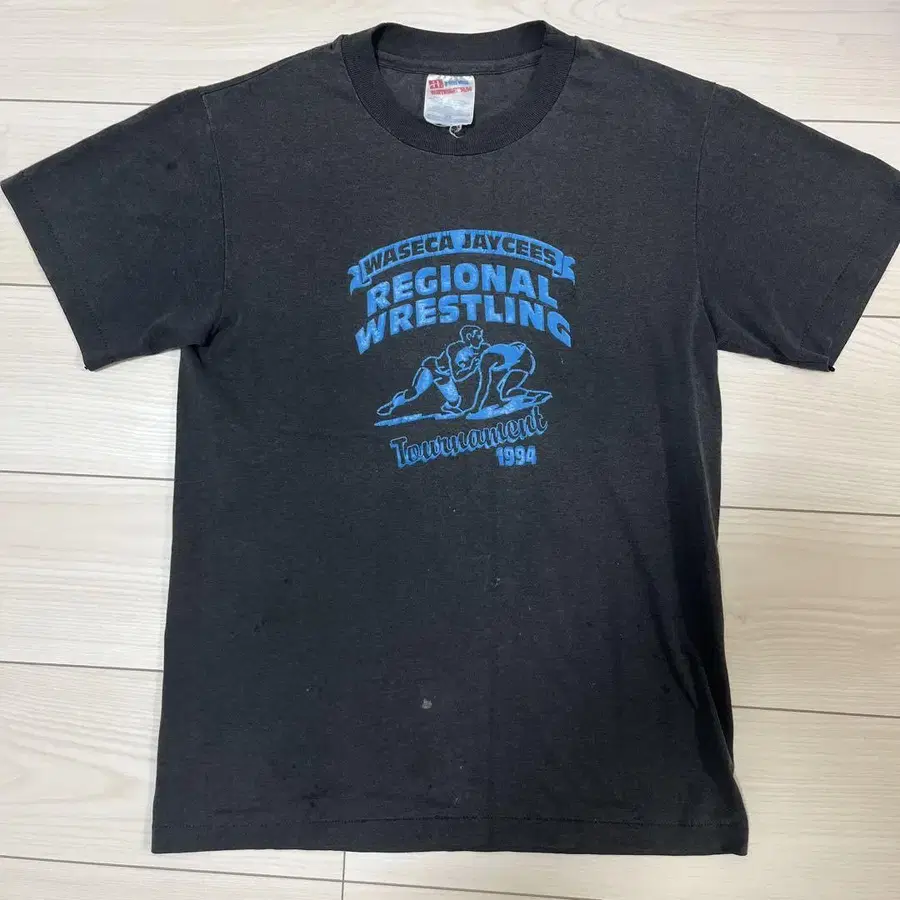 WASECA JAYCEES
REGIONAL
WRESTLING
Tournament
1994